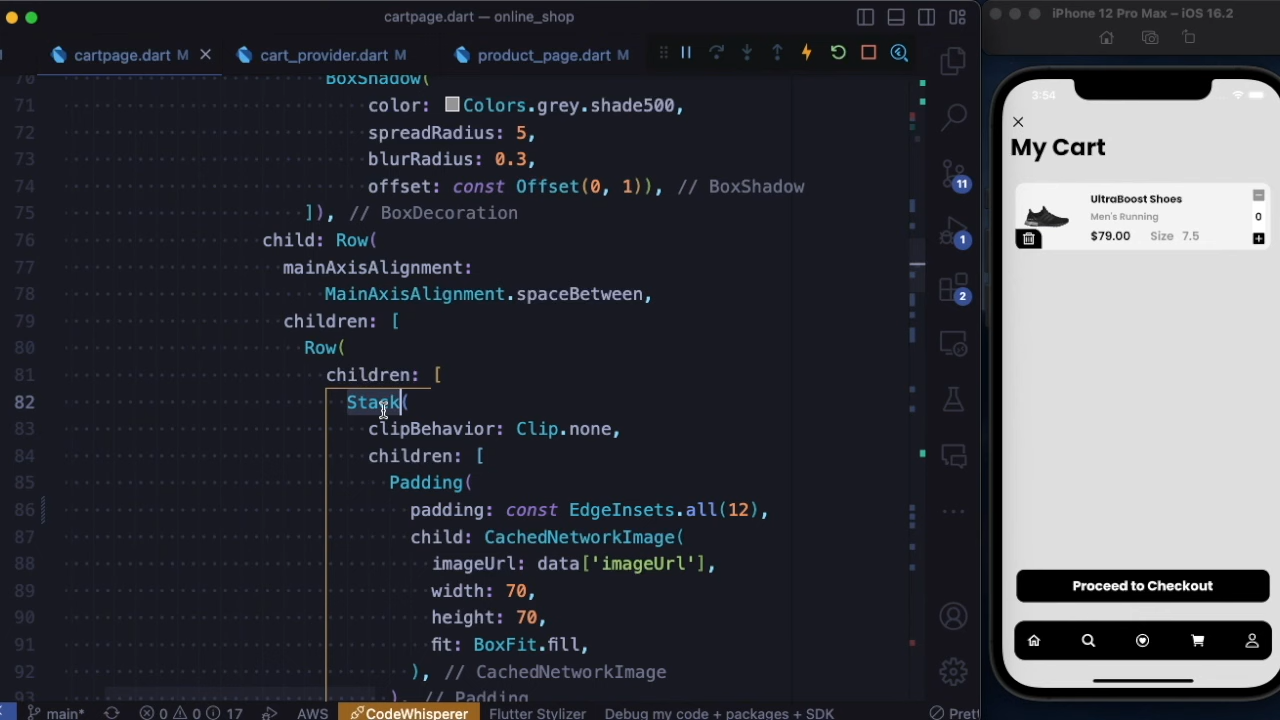 cartpage.dart — online_shop
iPhone 12 Pro Max – iOS 16.2
cartpage.dart M
cart_provider.dart M
product_page.dart M
70 BoxShadow(
71 color: Colors.grey.shade500,
72 spreadRadius: 5,
73 blurRadius: 0.3,
74 offset: const Offset(0, 1)), // BoxShadow
75 ]), // BoxDecoration
76 child: Row(
77 mainAxisAlignment:
78 MainAxisAlignment.spaceBetween,
79 children: [
80 Row(
81 children: [
82 Stack(
83 clipBehavior: Clip.none,
84 children: [
85 Padding(
86 padding: const EdgeInsets.all(12),
87 child: CachedNetworkImage(
88 imageUrl: data['imageUrl'],
89 width: 70,
90 height: 70,
91 fit: BoxFit.fill,
92 ), // CachedNetworkImage
93 ), // Padding
11
1
2
main* 0 0 17 AWS CodeWhisperer Flutter Stylizer Debug my code + packages + SDK Prett
3:54
My Cart
UltraBoost Shoes
Men's Running
$79.00 Size 7.5
0
Proceed to Checkout